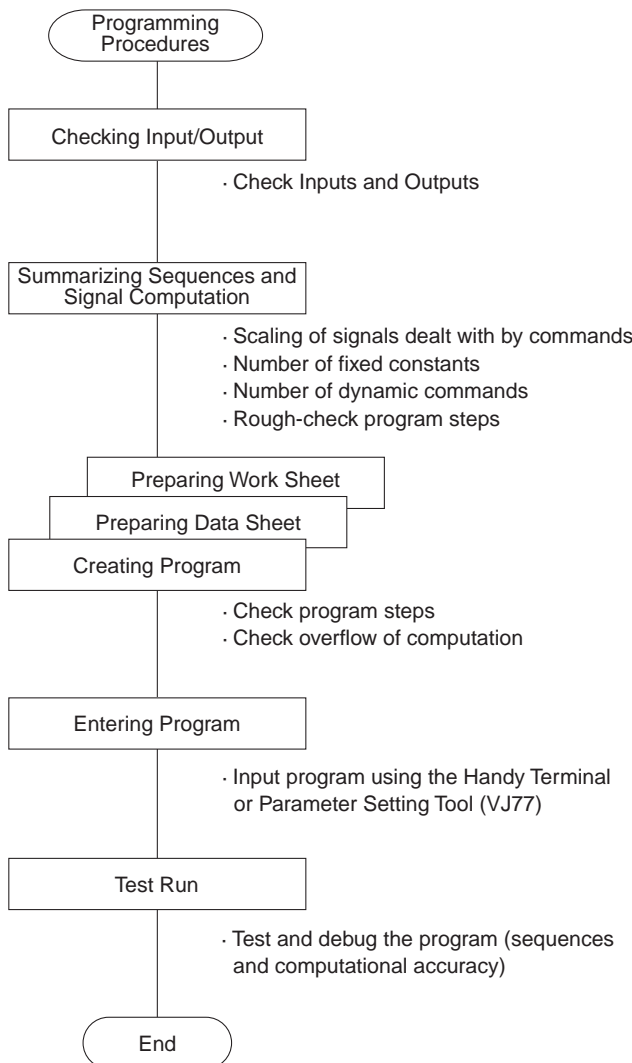 Programming
Procedures
Checking Input/Output
· Check Inputs and Outputs
Summarizing Sequences and
Signal Computation
· Scaling of signals dealt with by commands
· Number of fixed constants
· Number of dynamic commands
· Rough-check program steps
Preparing Work Sheet
Preparing Data Sheet
Creating Program
· Check program steps
· Check overflow of computation
Entering Program
· Input program using the Handy Terminal
or Parameter Setting Tool (VJ77)
Test Run
· Test and debug the program (sequences
and computational accuracy)
End